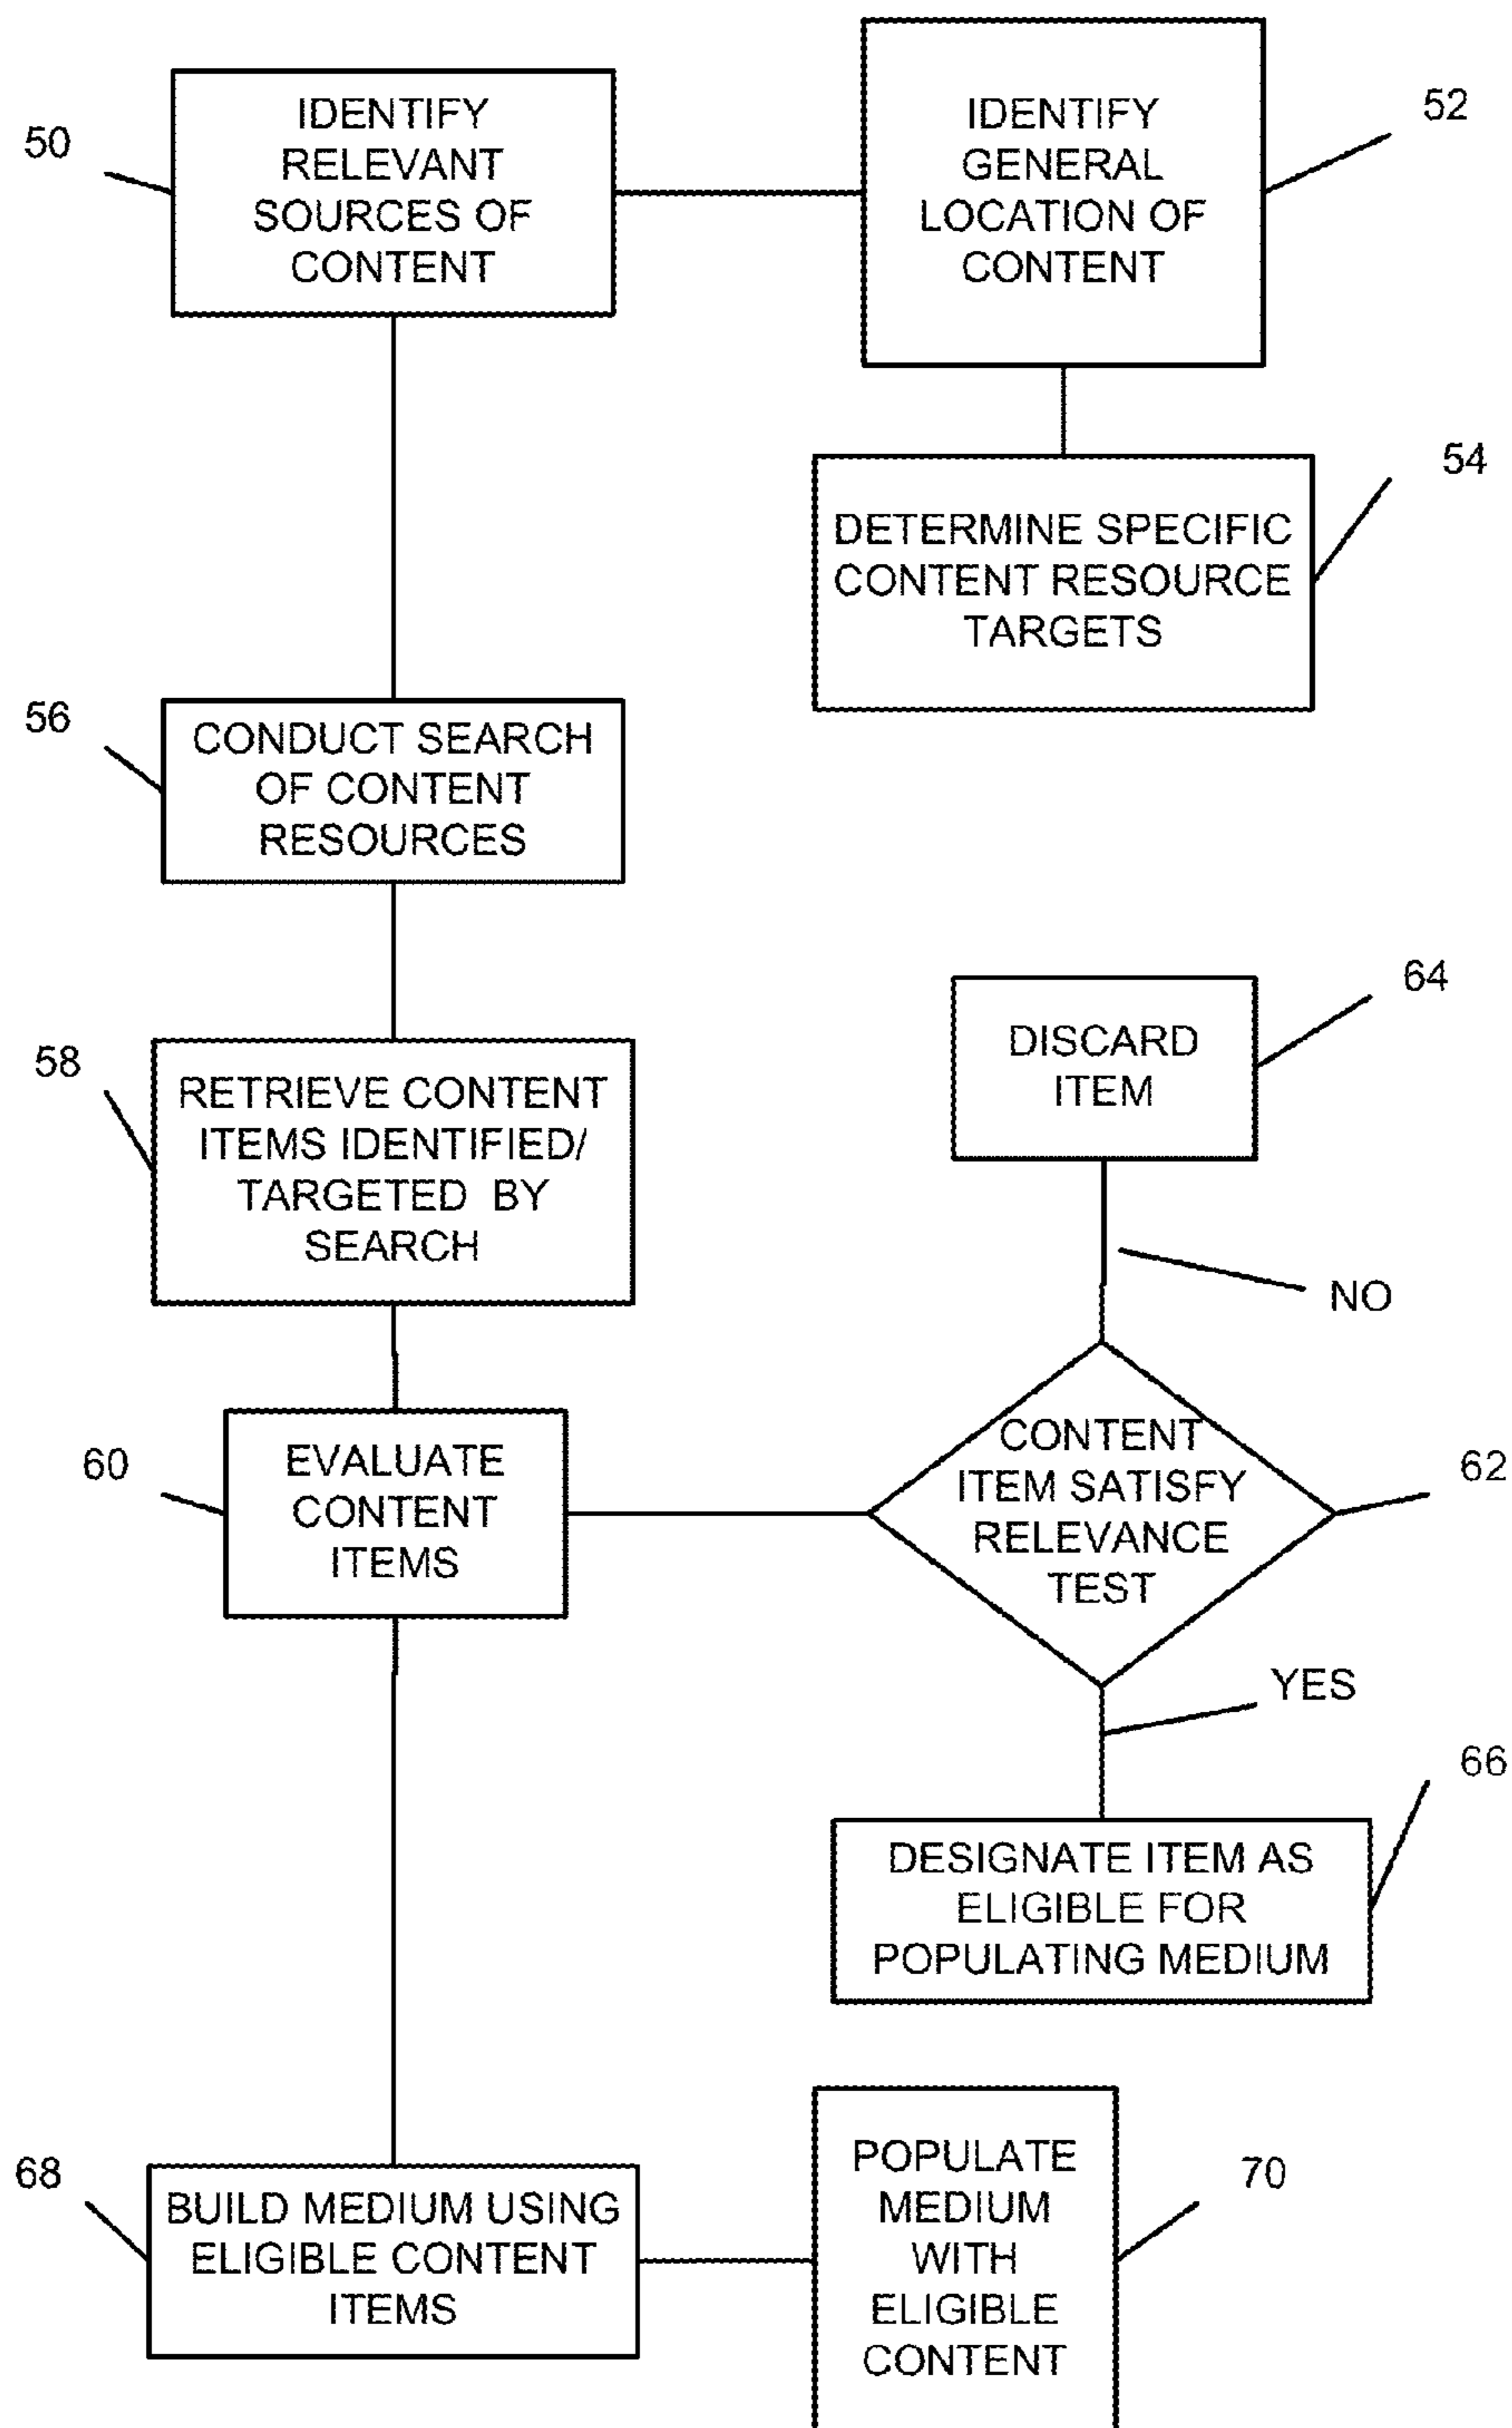 50
IDENTIFY
RELEVANT
SOURCES OF
CONTENT
IDENTIFY
GENERAL
LOCATION OF
CONTENT
52
DETERMINE SPECIFIC
CONTENT RESOURCE
TARGETS
54
56
CONDUCT SEARCH
OF CONTENT
RESOURCES
58
RETRIEVE CONTENT
ITEMS IDENTIFIED/
TARGETED BY
SEARCH
DISCARD
ITEM
64
NO
60
EVALUATE
CONTENT
ITEMS
CONTENT
ITEM SATISFY
RELEVANCE
TEST
62
YES
DESIGNATE ITEM AS
ELIGIBLE FOR
POPULATING MEDIUM
66
68
BUILD MEDIUM USING
ELIGIBLE CONTENT
ITEMS
POPULATE
MEDIUM
WITH
ELIGIBLE
CONTENT
70